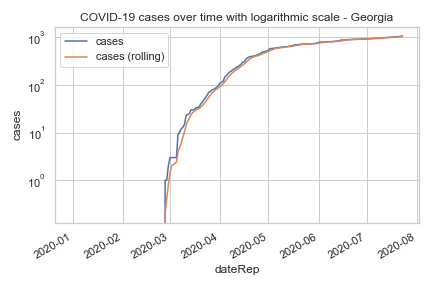 COVID-19 cases over time with logarithmic scale - Georgia
cases
cases (rolling)
10³
10²
10¹
10⁰
cases
2020-01
2020-02
2020-03
2020-04
2020-05
2020-06
2020-07
2020-08
dateRep